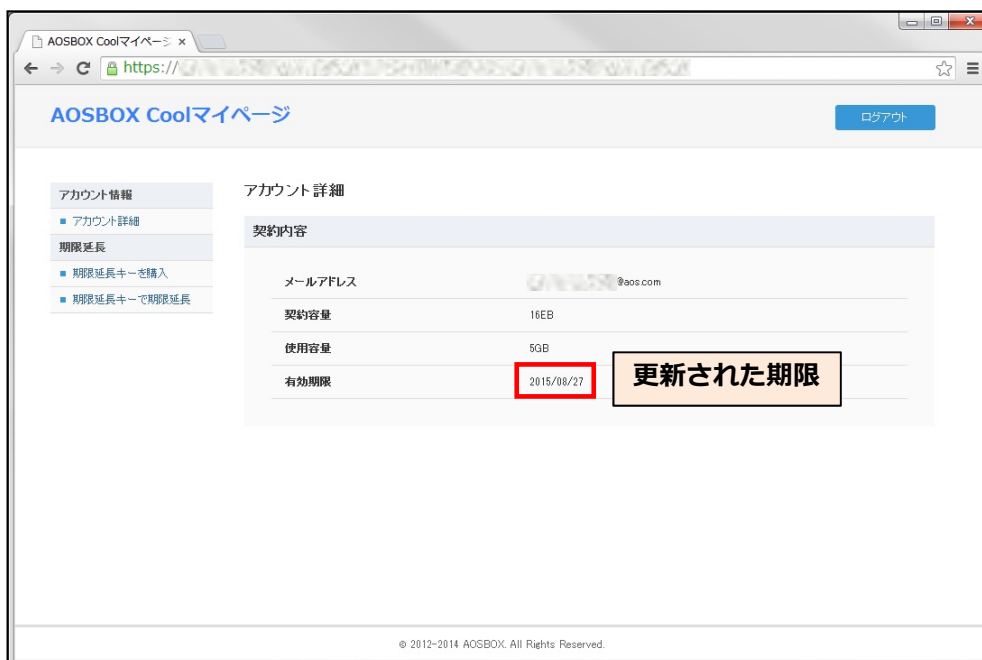 AOSBOX Coolマイページ
https://
AOSBOX Coolマイページ
ログアウト
アカウント情報
アカウント詳細
期限延長
期限延長キーを購入
期限延長キーで期限延長
アカウント詳細
契約内容
メールアドレス @aos.com
契約容量 16EB
使用容量 5GB
有効期限 2015/08/27
更新された期限
© 2012-2014 AOSBOX. All Rights Reserved.